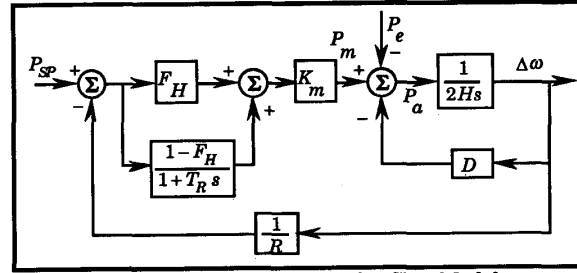 P_SP + Σ −
F_H
1−F_H
1+T_R s
+ Σ +
K_m
P_m
P_e
+ − Σ −
P_a
1
2Hs
Δω
D
1
R